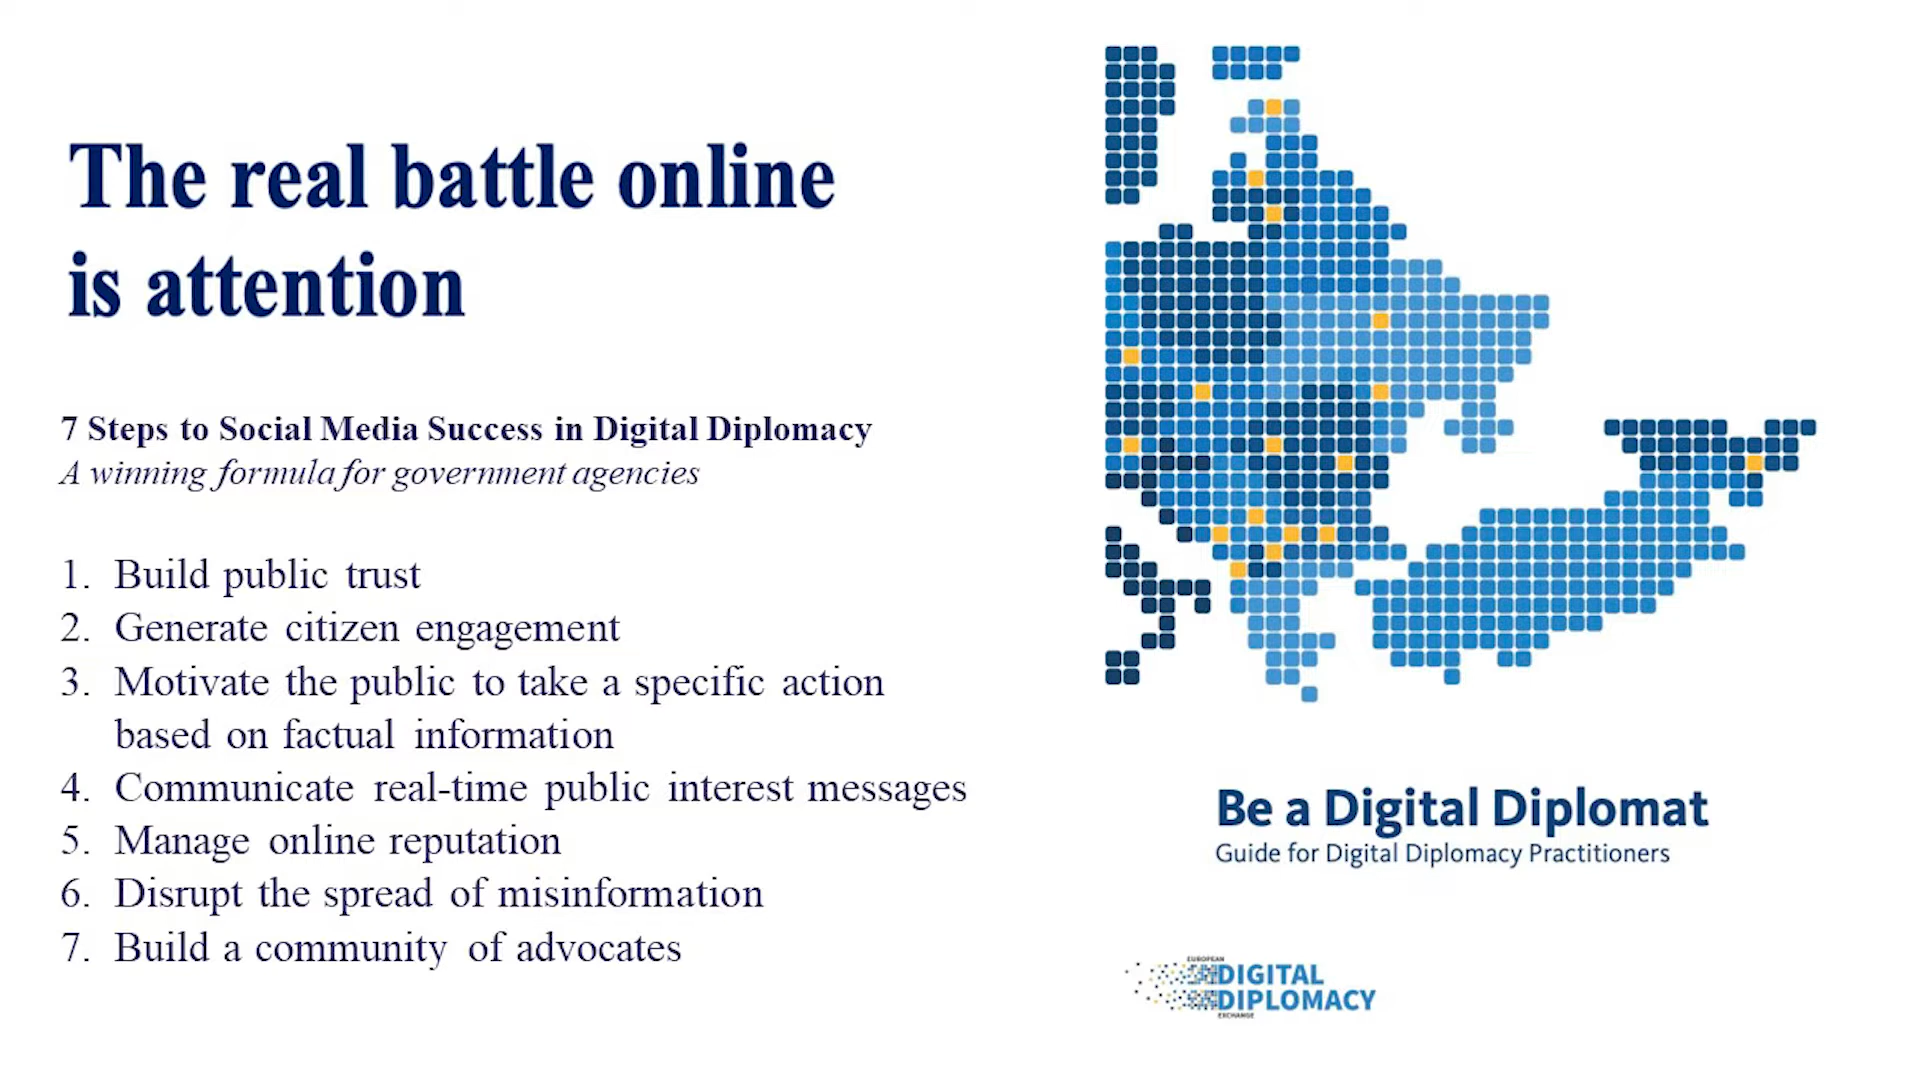 The real battle online
is attention
7 Steps to Social Media Success in Digital Diplomacy
A winning formula for government agencies
1. Build public trust
2. Generate citizen engagement
3. Motivate the public to take a specific action
based on factual information
4. Communicate real-time public interest messages
5. Manage online reputation
6. Disrupt the spread of misinformation
7. Build a community of advocates
Be a Digital Diplomat
Guide for Digital Diplomacy Practitioners
EUROPEAN
DIGITAL
DIPLOMACY
EXCHANGE